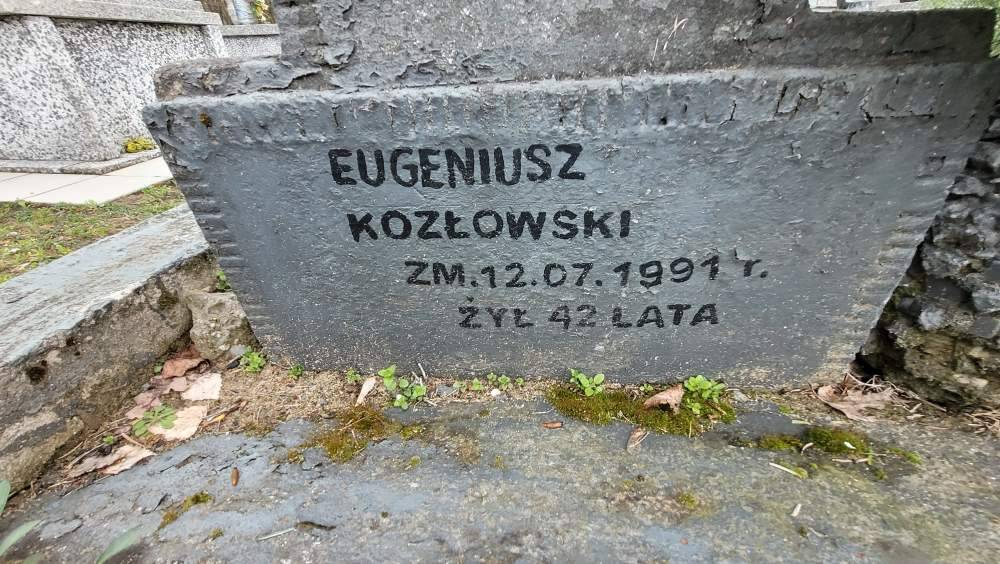 EUGENIUSZ
KOZŁOWSKI
ZM.12.07.1991 r.
ŻYŁ 42 LATA